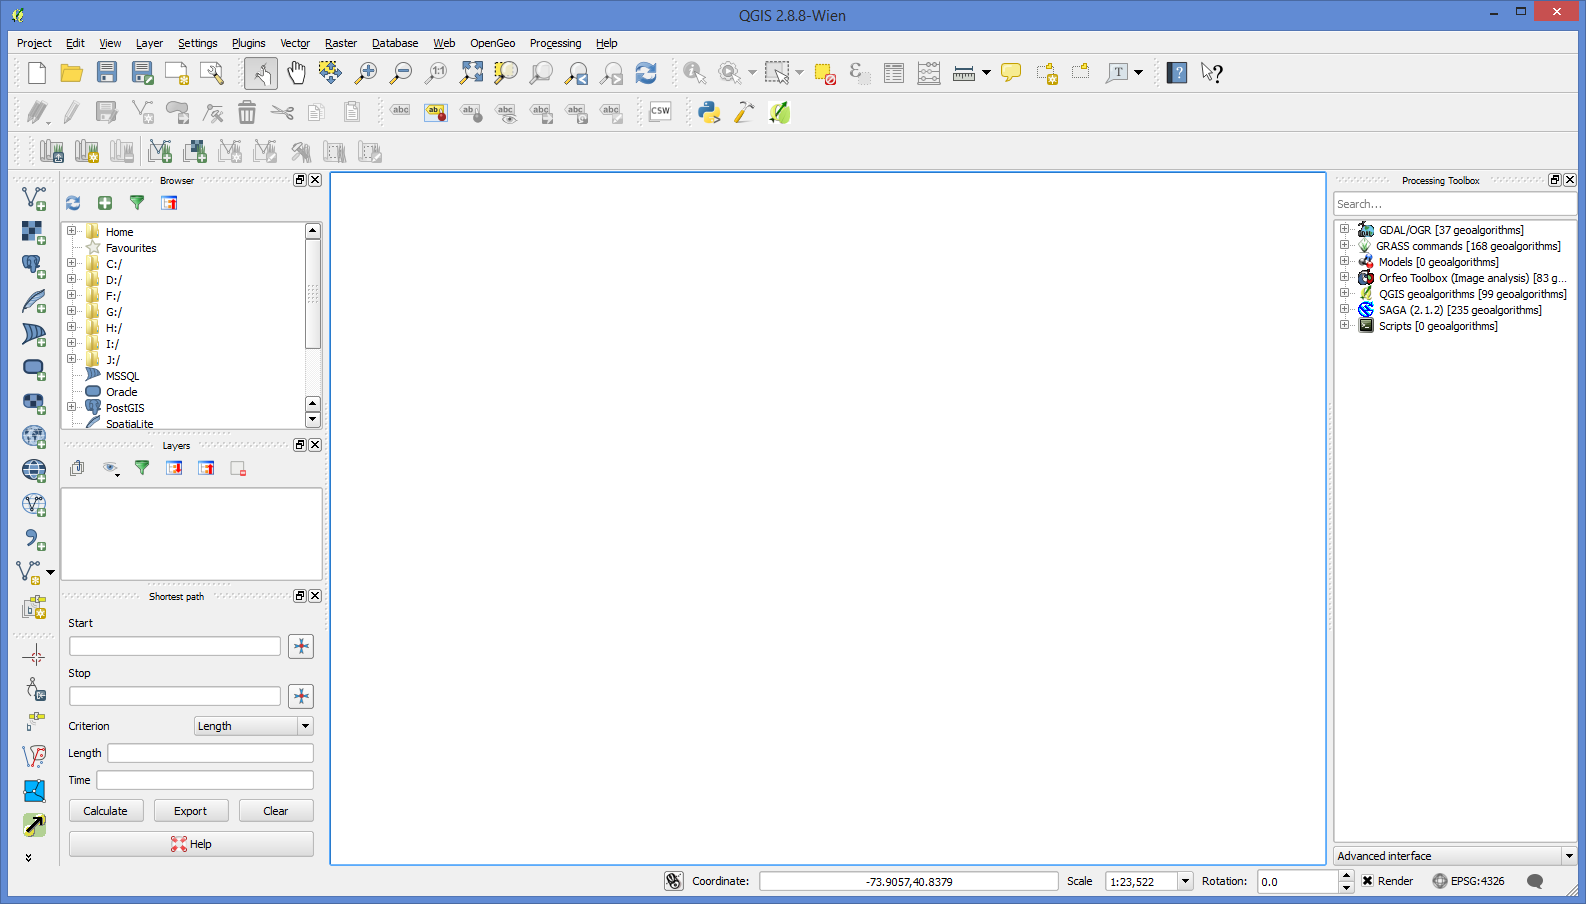 QGIS 2.8.8-Wien
Project Edit View Layer Settings Plugins Vector Raster Database Web OpenGeo Processing Help
1:1
T
?
?
abc
ab
ab
abc
abc
abc
abc
CSW
Browser
Home
Favourites
C:/
D:/
F:/
G:/
H:/
I:/
J:/
MSSQL
Oracle
PostGIS
SpatiaLite
Layers
Shortest path
Start
Stop
Criterion Length
Length
Time
Calculate Export Clear
Help
Processing Toolbox
Search...
GDAL/OGR [37 geoalgorithms]
GRASS commands [168 geoalgorithms]
Models [0 geoalgorithms]
Orfeo Toolbox (Image analysis) [83 g...
QGIS geoalgorithms [99 geoalgorithms]
SAGA (2.1.2) [235 geoalgorithms]
Scripts [0 geoalgorithms]
Advanced interface
Coordinate: -73.9057,40.8379 Scale 1:23,522 Rotation: 0.0 Render EPSG:4326